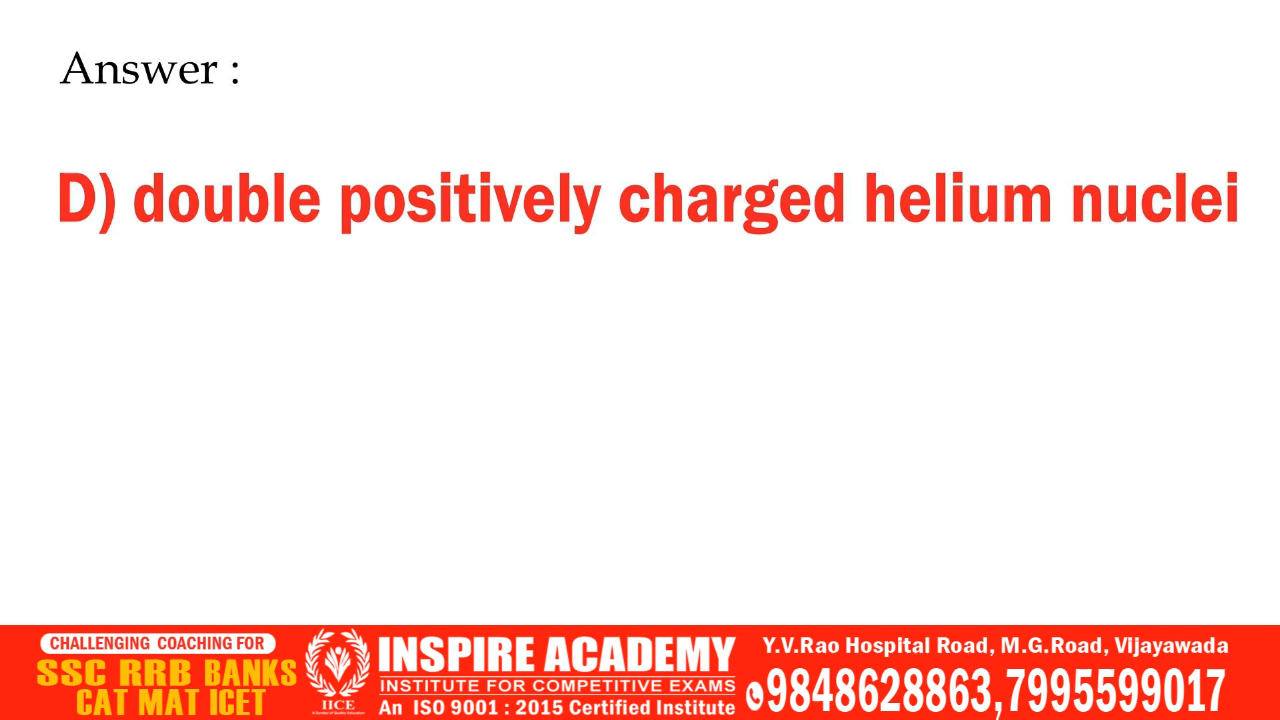 Answer :
D) double positively charged helium nuclei
CHALLENGING COACHING FOR
SSC RRB BANKS
CAT MAT ICET
IICE
INSPIRE ACADEMY
INSTITUTE FOR COMPETITIVE EXAMS
An ISO 9001 : 2015 Certified Institute
Y.V.Rao Hospital Road, M.G.Road, Vijayawada
9848628863,7995599017